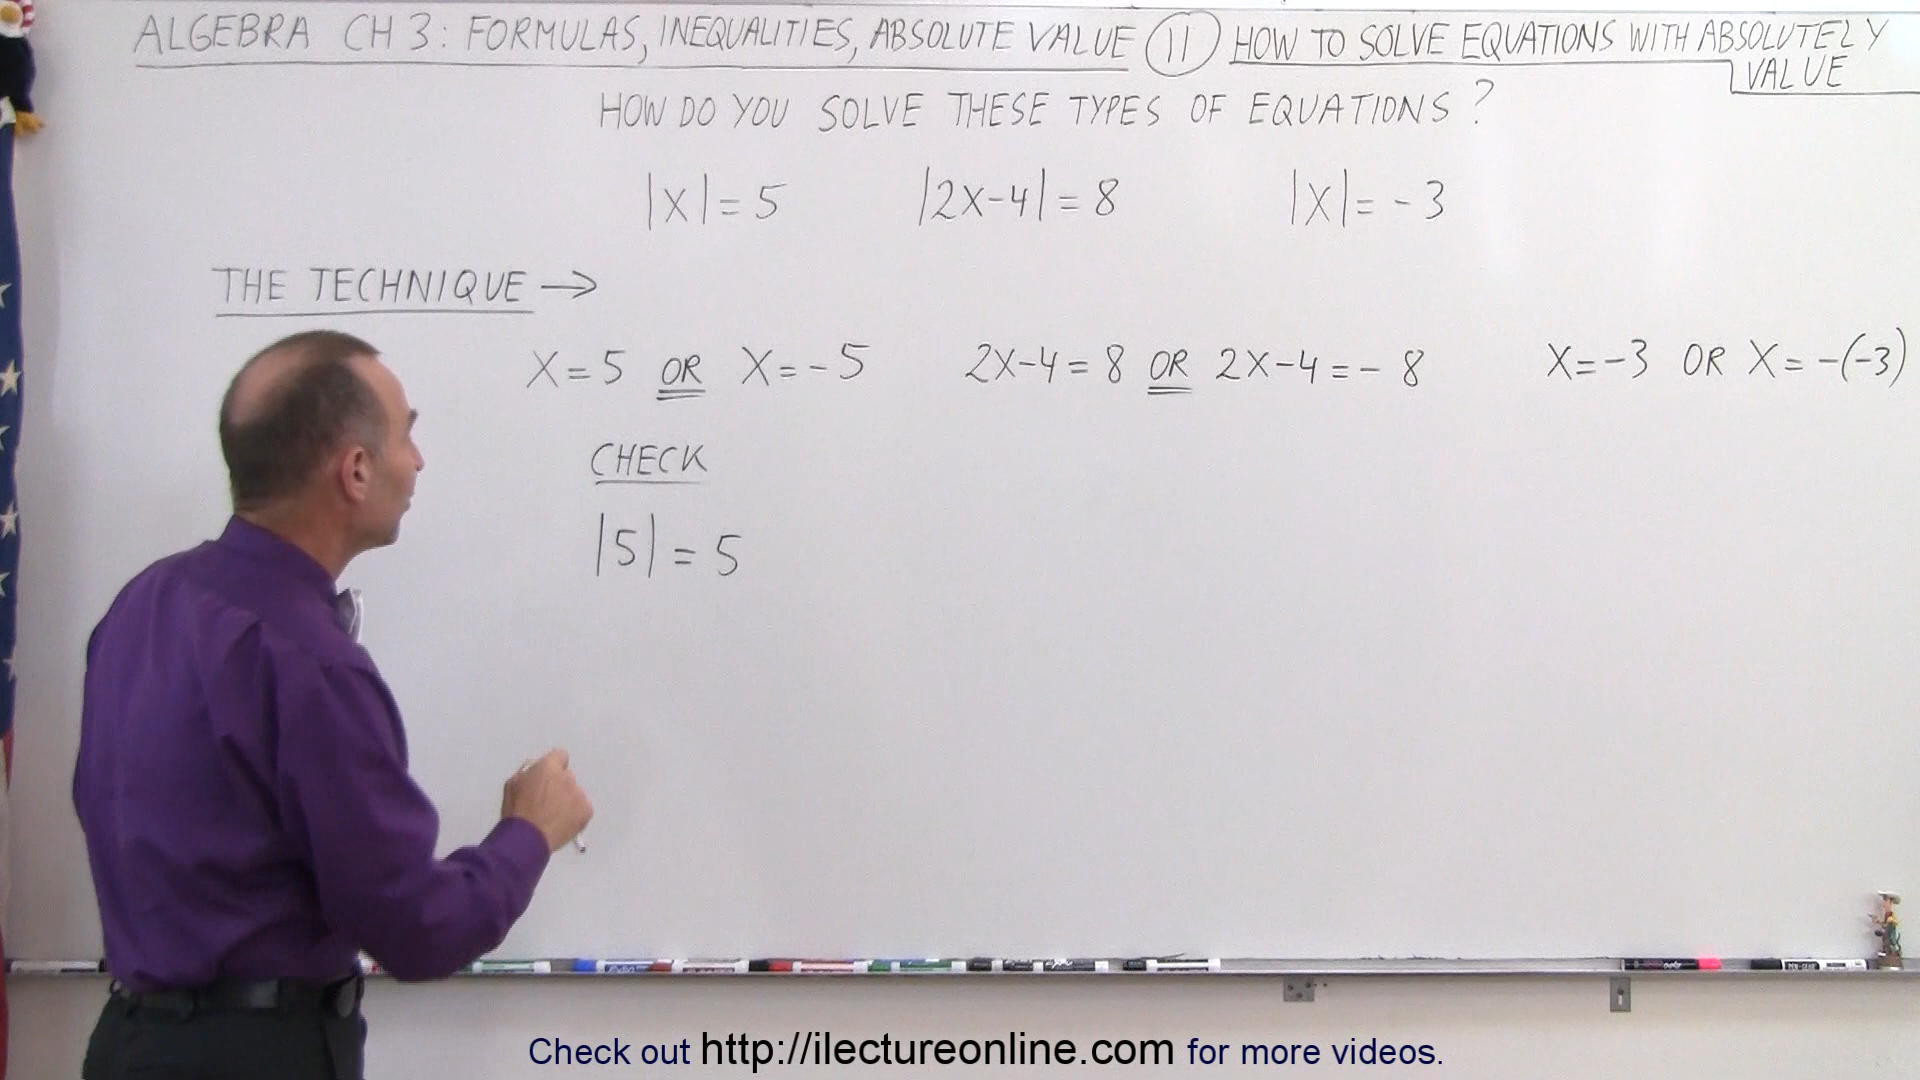 ALGEBRA CH 3: FORMULAS, INEQUALITIES, ABSOLUTE VALUE 11 HOW TO SOLVE EQUATIONS WITH ABSOLUTELY
VALUE
HOW DO YOU SOLVE THESE TYPES OF EQUATIONS?
|X| = 5 |2X-4| = 8 |X| = -3
THE TECHNIQUE →
X = 5 OR X = -5 2X-4 = 8 OR 2X-4 = -8 X = -3 OR X = -(-3)
CHECK
|5| = 5
Check out http://ilectureonline.com for more videos.